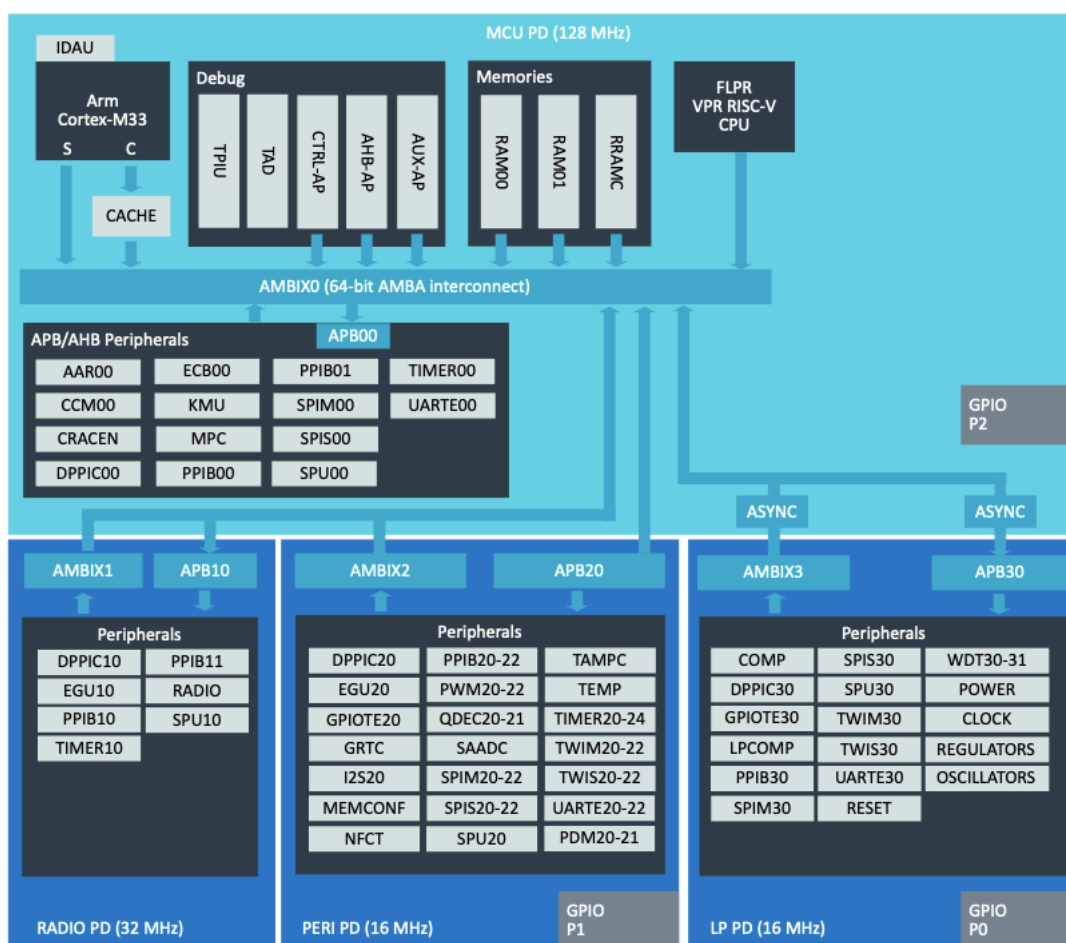 MCU PD (128 MHz)
IDAU
Arm
Cortex-M33
S C
CACHE
Debug
TPIU
TAD
CTRL-AP
AHB-AP
AUX-AP
Memories
RAM00
RAM01
RRAMC
FLPR
VPR RISC-V
CPU
AMBIX0 (64-bit AMBA interconnect)
APB/AHB Peripherals
APB00
AAR00 ECB00 PPIB01 TIMER00
CCM00 KMU SPIM00 UARTE00
CRACEN MPC SPIS00
DPPIC00 PPIB00 SPU00
GPIO
P2
ASYNC ASYNC
AMBIX1 APB10
Peripherals
DPPIC10 PPIB11
EGU10 RADIO
PPIB10 SPU10
TIMER10
RADIO PD (32 MHz)
AMBIX2 APB20
Peripherals
DPPIC20 PPIB20-22 TAMPC
EGU20 PWM20-22 TEMP
GPIOTE20 QDEC20-21 TIMER20-24
GRTC SAADC TWIM20-22
I2S20 SPIM20-22 TWIS20-22
MEMCONF SPIS20-22 UARTE20-22
NFCT SPU20 PDM20-21
PERI PD (16 MHz)
GPIO
P1
AMBIX3 APB30
Peripherals
COMP SPIS30 WDT30-31
DPPIC30 SPU30 POWER
GPIOTE30 TWIM30 CLOCK
LPCOMP TWIS30 REGULATORS
PPIB30 UARTE30 OSCILLATORS
SPIM30 RESET
LP PD (16 MHz)
GPIO
P0